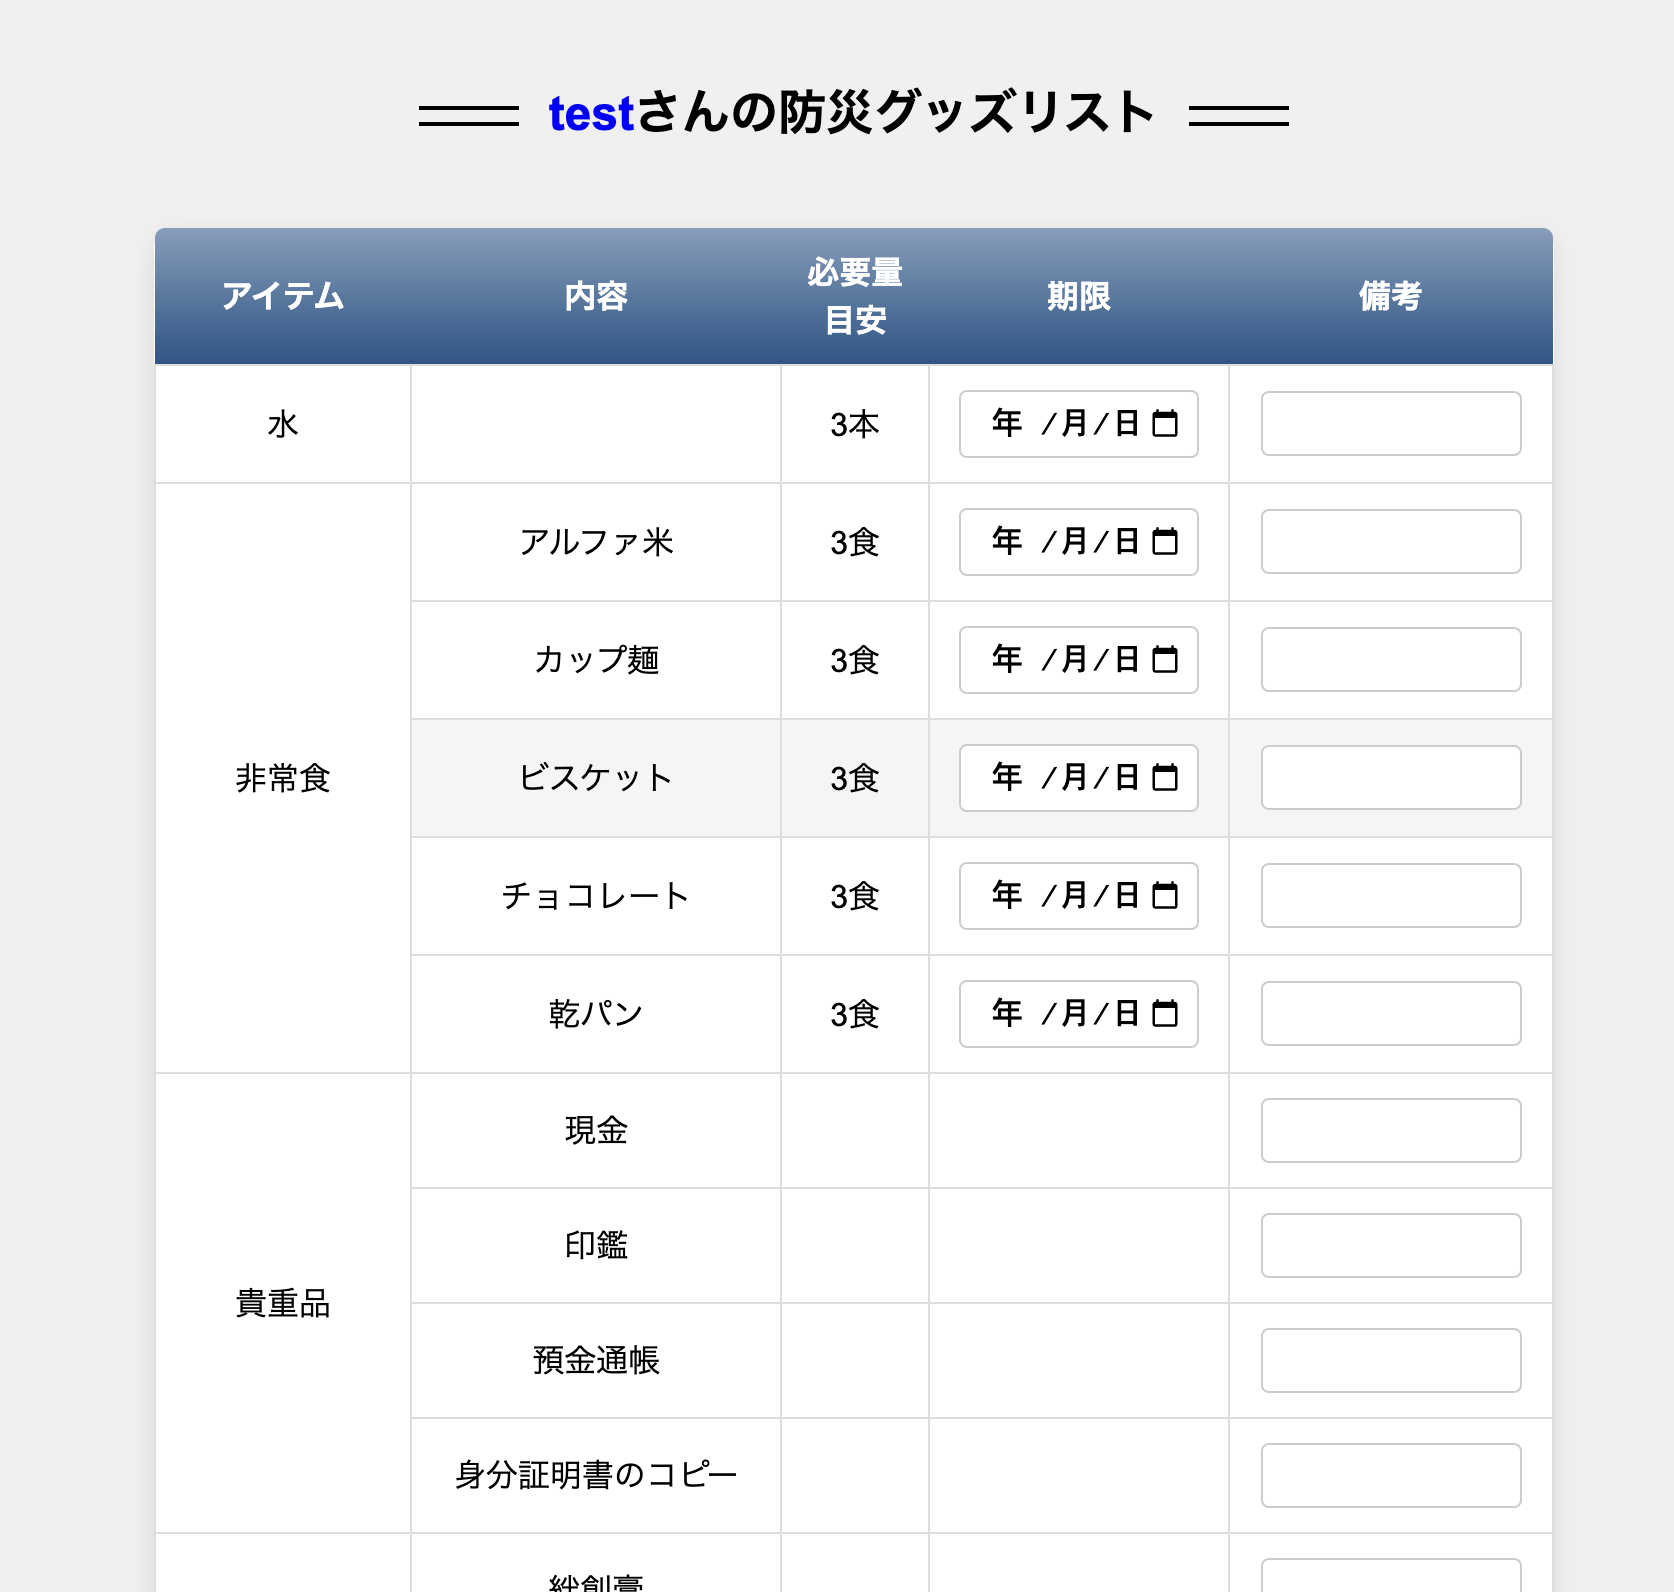 testさんの防災グッズリスト
アイテム 内容 必要量目安 期限 備考
水 3本 年 /月/日
非常食 アルファ米 3食 年 /月/日
カップ麺 3食 年 /月/日
ビスケット 3食 年 /月/日
チョコレート 3食 年 /月/日
乾パン 3食 年 /月/日
貴重品 現金
印鑑
預金通帳
身分証明書のコピー
絆創膏